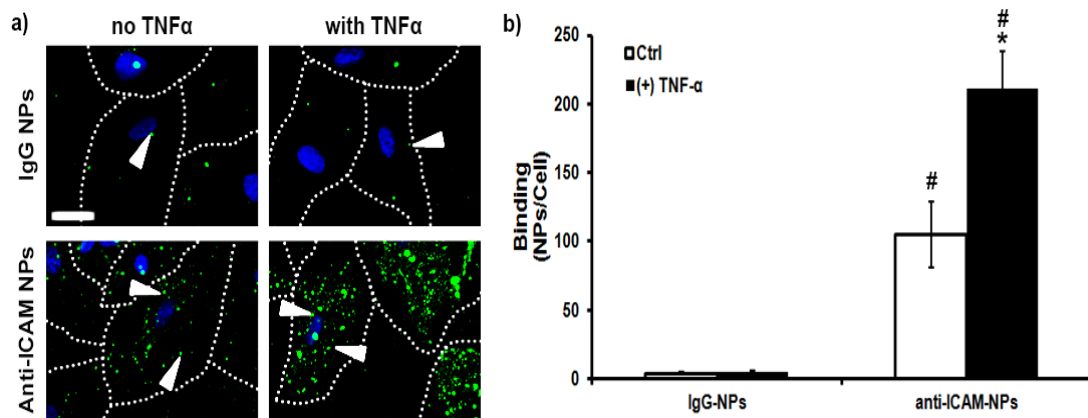 a)
no TNFα
with TNFα
IgG NPs
Anti-ICAM NPs
b)
Binding
(NPs/Cell)
250
200
150
100
50
0
Ctrl
(+) TNF-α
#
#
*
IgG-NPs
anti-ICAM-NPs